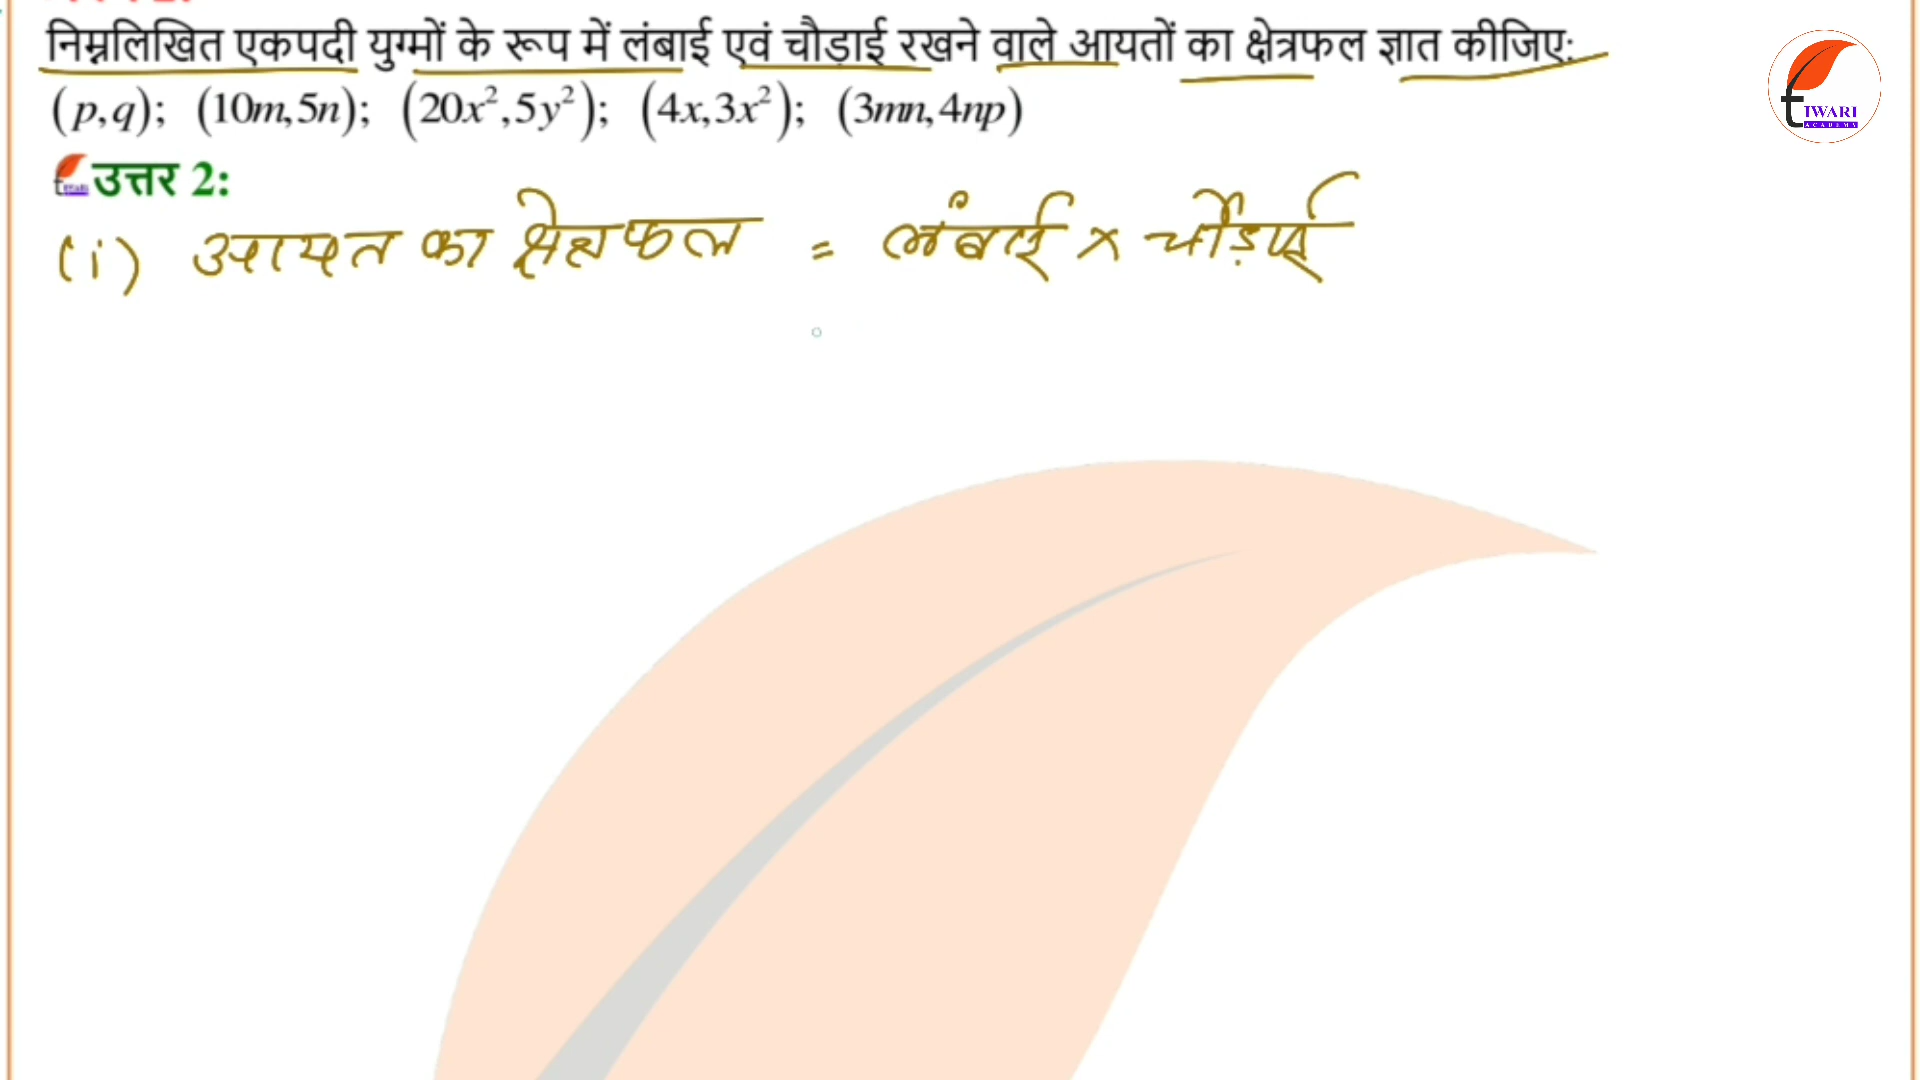 निम्नलिखित एकपदी युग्मों के रूप में लंबाई एवं चौड़ाई रखने वाले आयतों का क्षेत्रफल ज्ञात कीजिए:
(p,q); (10m,5n); (20x²,5y²); (4x,3x²); (3mn,4np)
उत्तर 2:
(i) आयत का क्षेत्रफल = लंबाई × चौड़ाई
tIWARI
ACADEMY